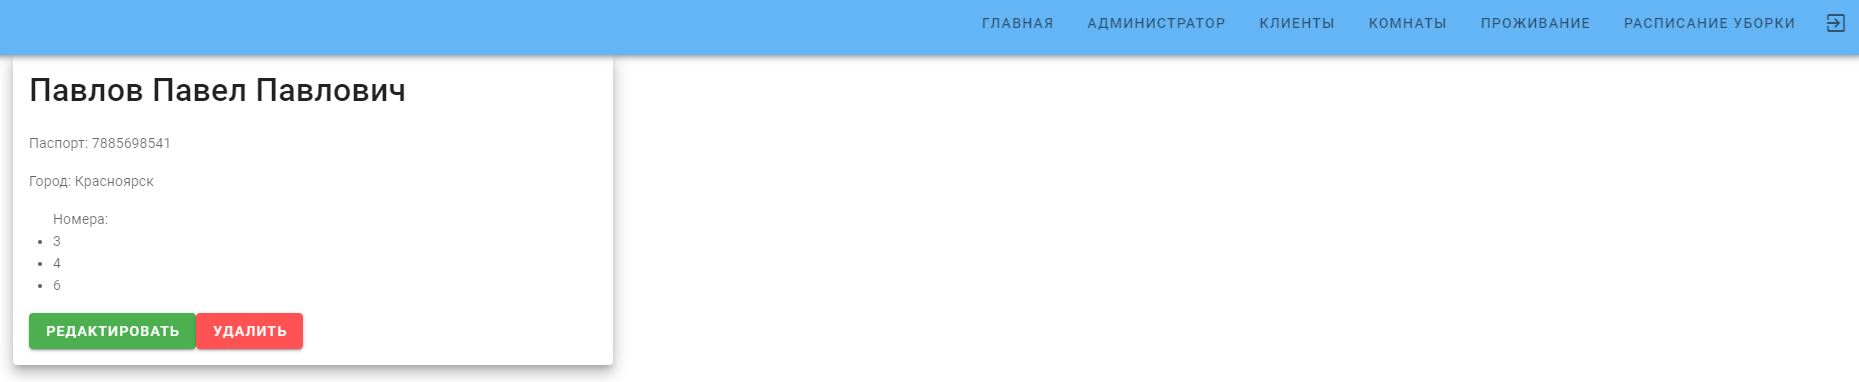 ГЛАВНАЯ АДМИНИСТРАТОР КЛИЕНТЫ КОМНАТЫ ПРОЖИВАНИЕ РАСПИСАНИЕ УБОРКИ
Павлов Павел Павлович
Паспорт: 7885698541
Город: Красноярск
Номера:
3
4
6
РЕДАКТИРОВАТЬ УДАЛИТЬ